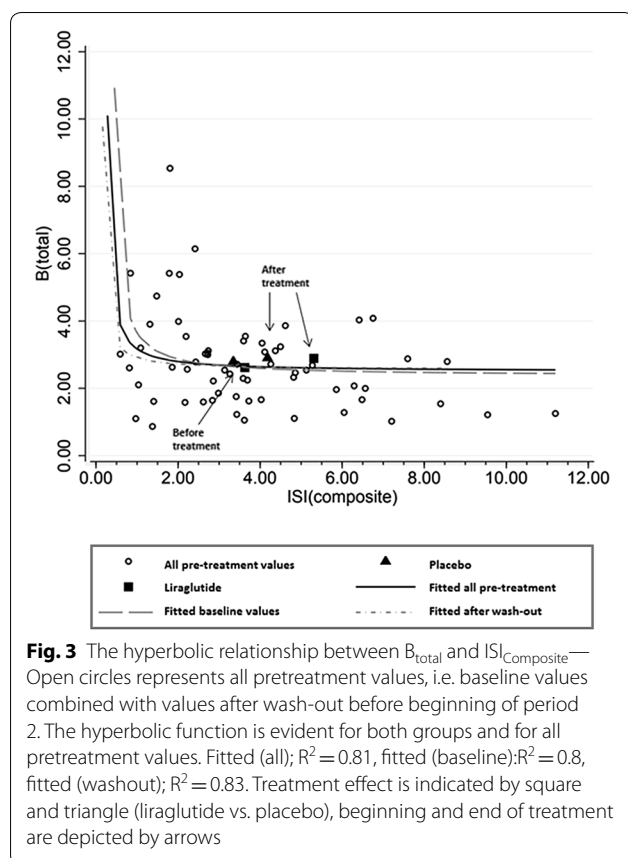 12.00
10.00
8.00
6.00
4.00
2.00
0.00
B(total)
After
treatment
Before
treatment
0.00 2.00 4.00 6.00 8.00 10.00 12.00
ISI(composite)
All pre-treatment values Placebo
Liraglutide Fitted all pre-treatment
Fitted baseline values Fitted after wash-out
Fig. 3 The hyperbolic relationship between Btotal and ISIComposite—
Open circles represents all pretreatment values, i.e. baseline values
combined with values after wash-out before beginning of period
2. The hyperbolic function is evident for both groups and for all
pretreatment values. Fitted (all); R² = 0.81, fitted (baseline):R² = 0.8,
fitted (washout); R² = 0.83. Treatment effect is indicated by square
and triangle (liraglutide vs. placebo), beginning and end of treatment
are depicted by arrows